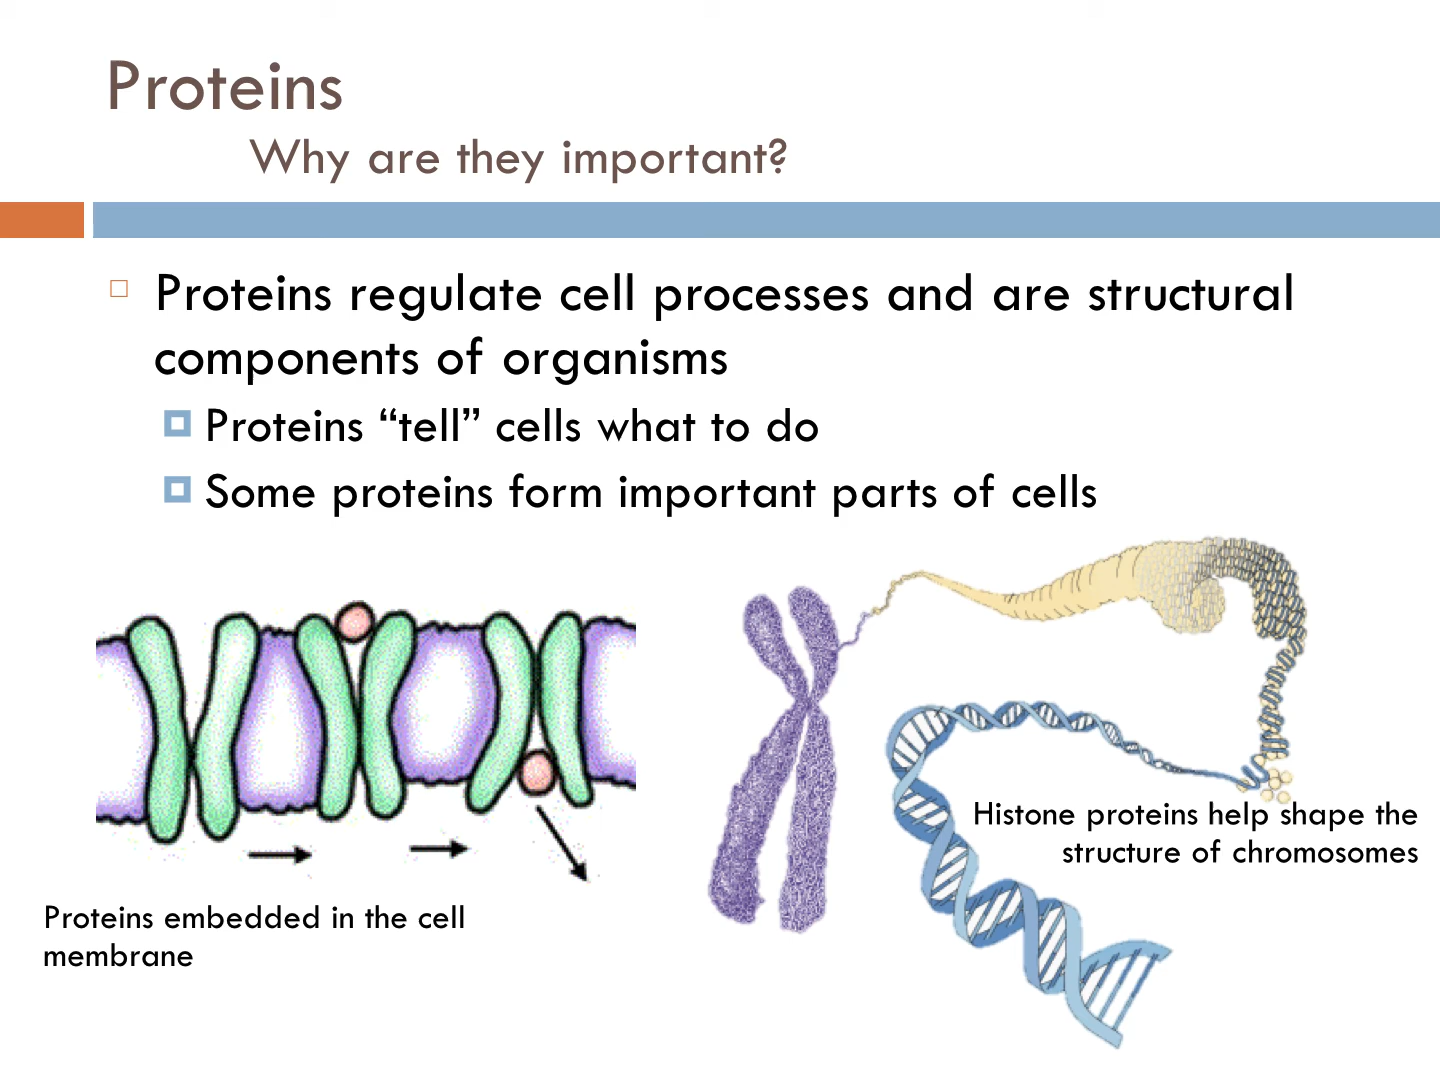 Proteins
Why are they important?
Proteins regulate cell processes and are structural
components of organisms
Proteins “tell” cells what to do
Some proteins form important parts of cells
Histone proteins help shape the
structure of chromosomes
Proteins embedded in the cell
membrane